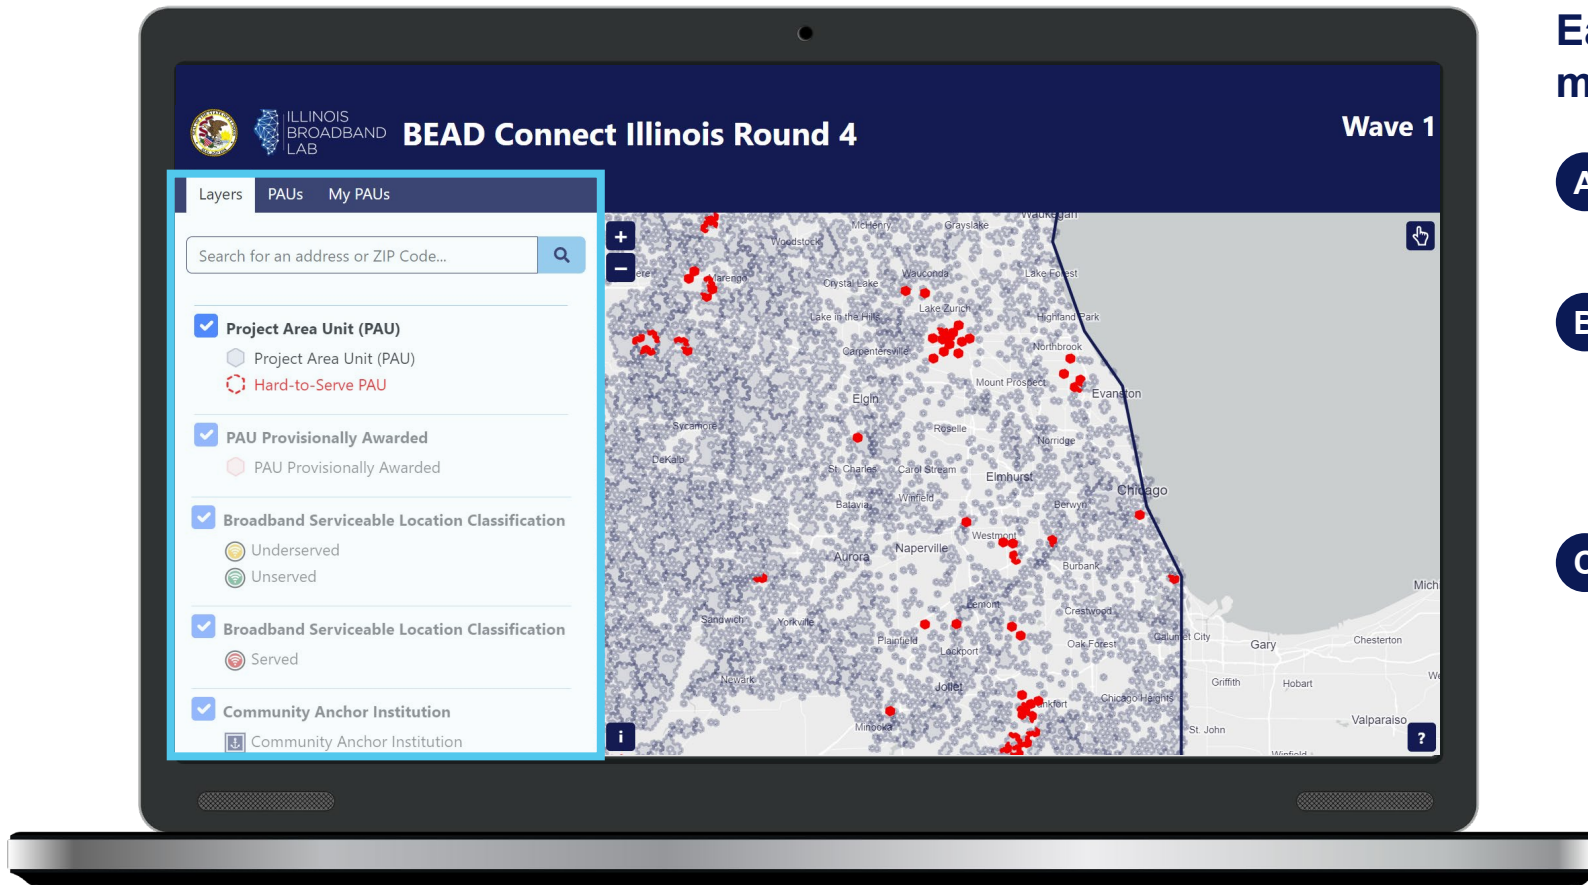 ILLINOIS
BROADBAND
LAB
BEAD Connect Illinois Round 4
Wave 1
Layers PAUs My PAUs
Search for an address or ZIP Code...
Project Area Unit (PAU)
Project Area Unit (PAU)
Hard-to-Serve PAU
PAU Provisionally Awarded
PAU Provisionally Awarded
Broadband Serviceable Location Classification
Underserved
Unserved
Broadband Serviceable Location Classification
Served
Community Anchor Institution
Community Anchor Institution
+
−
i
?
Waukegan
McHenry
Grayslake
Woodstock
Marengo
Wauconda
Lake Forest
Crystal Lake
Lake in the Hills
Lake Zurich
Highland Park
Carpentersville
Northbrook
Mount Prospect
Evanston
Elgin
Sycamore
Roselle
Norridge
DeKalb
St. Charles
Carol Stream
Elmhurst
Chicago
Winfield
Batavia
Berwyn
Westmont
Naperville
Aurora
Burbank
Mich
Lemont
Crestwood
Sandwich
Yorkville
Plainfield
Oak Forest
Calumet City
Gary
Chesterton
Lockport
Newark
Joliet
Griffith
Hobart
We
Chicago Heights
kfort
Minooka
St. John
Valparaiso
Winfield
Ea
m
A
B
C